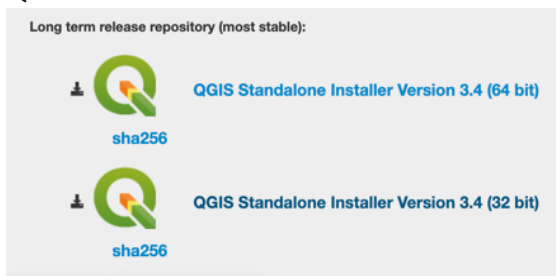 Long term release repository (most stable):
QGIS Standalone Installer Version 3.4 (64 bit)
sha256
QGIS Standalone Installer Version 3.4 (32 bit)
sha256